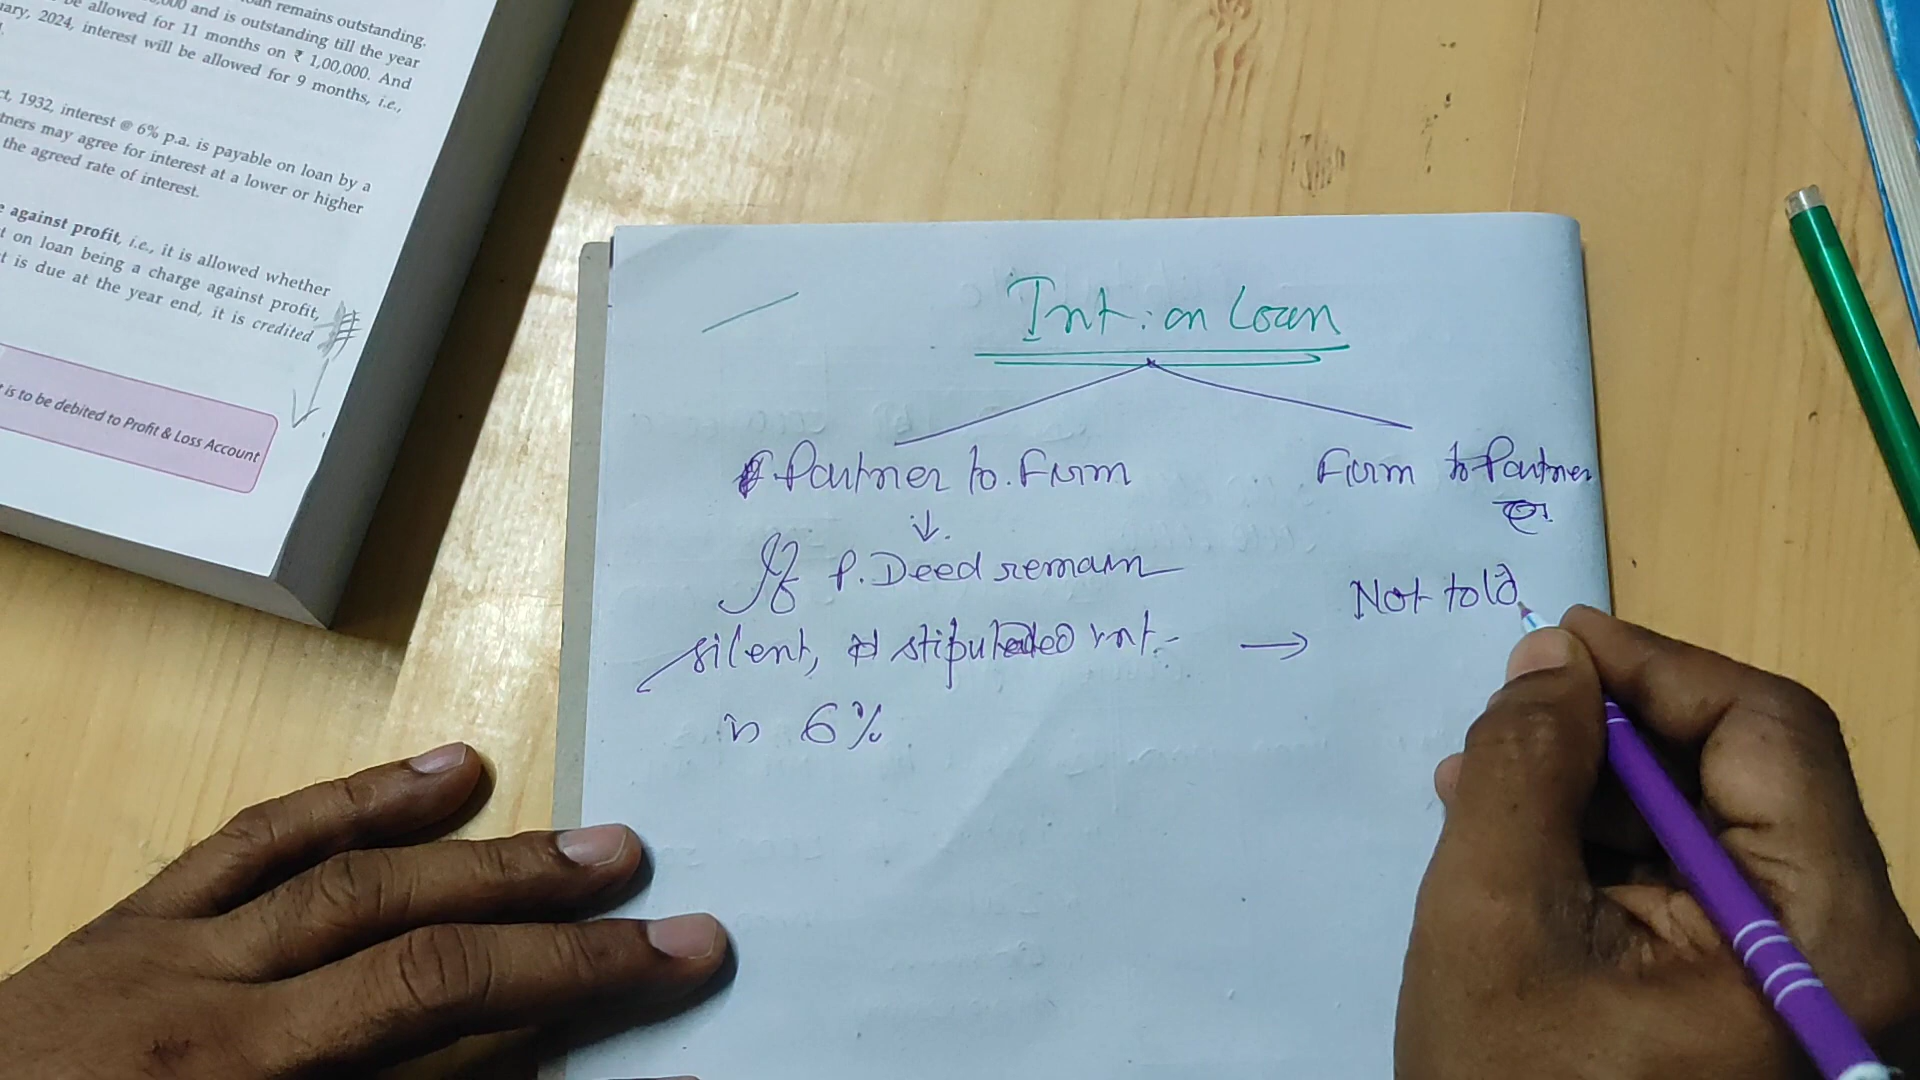 oan remains outstanding.
,000 and is outstanding till the year
be allowed for 11 months on ₹ 1,00,000. And
ary, 2024, interest will be allowed for 9 months, i.e.,
ct, 1932, interest @ 6% p.a. is payable on loan by a
tners may agree for interest at a lower or higher
the agreed rate of interest.
e against profit, i.e., it is allowed whether
t on loan being a charge against profit,
t is due at the year end, it is credited
t is to be debited to Profit & Loss Account
Int. on Loan
Partner to. Firm
Firm to Partner
If P. Deed remain
silent, stipulated int.
is 6%
Not told